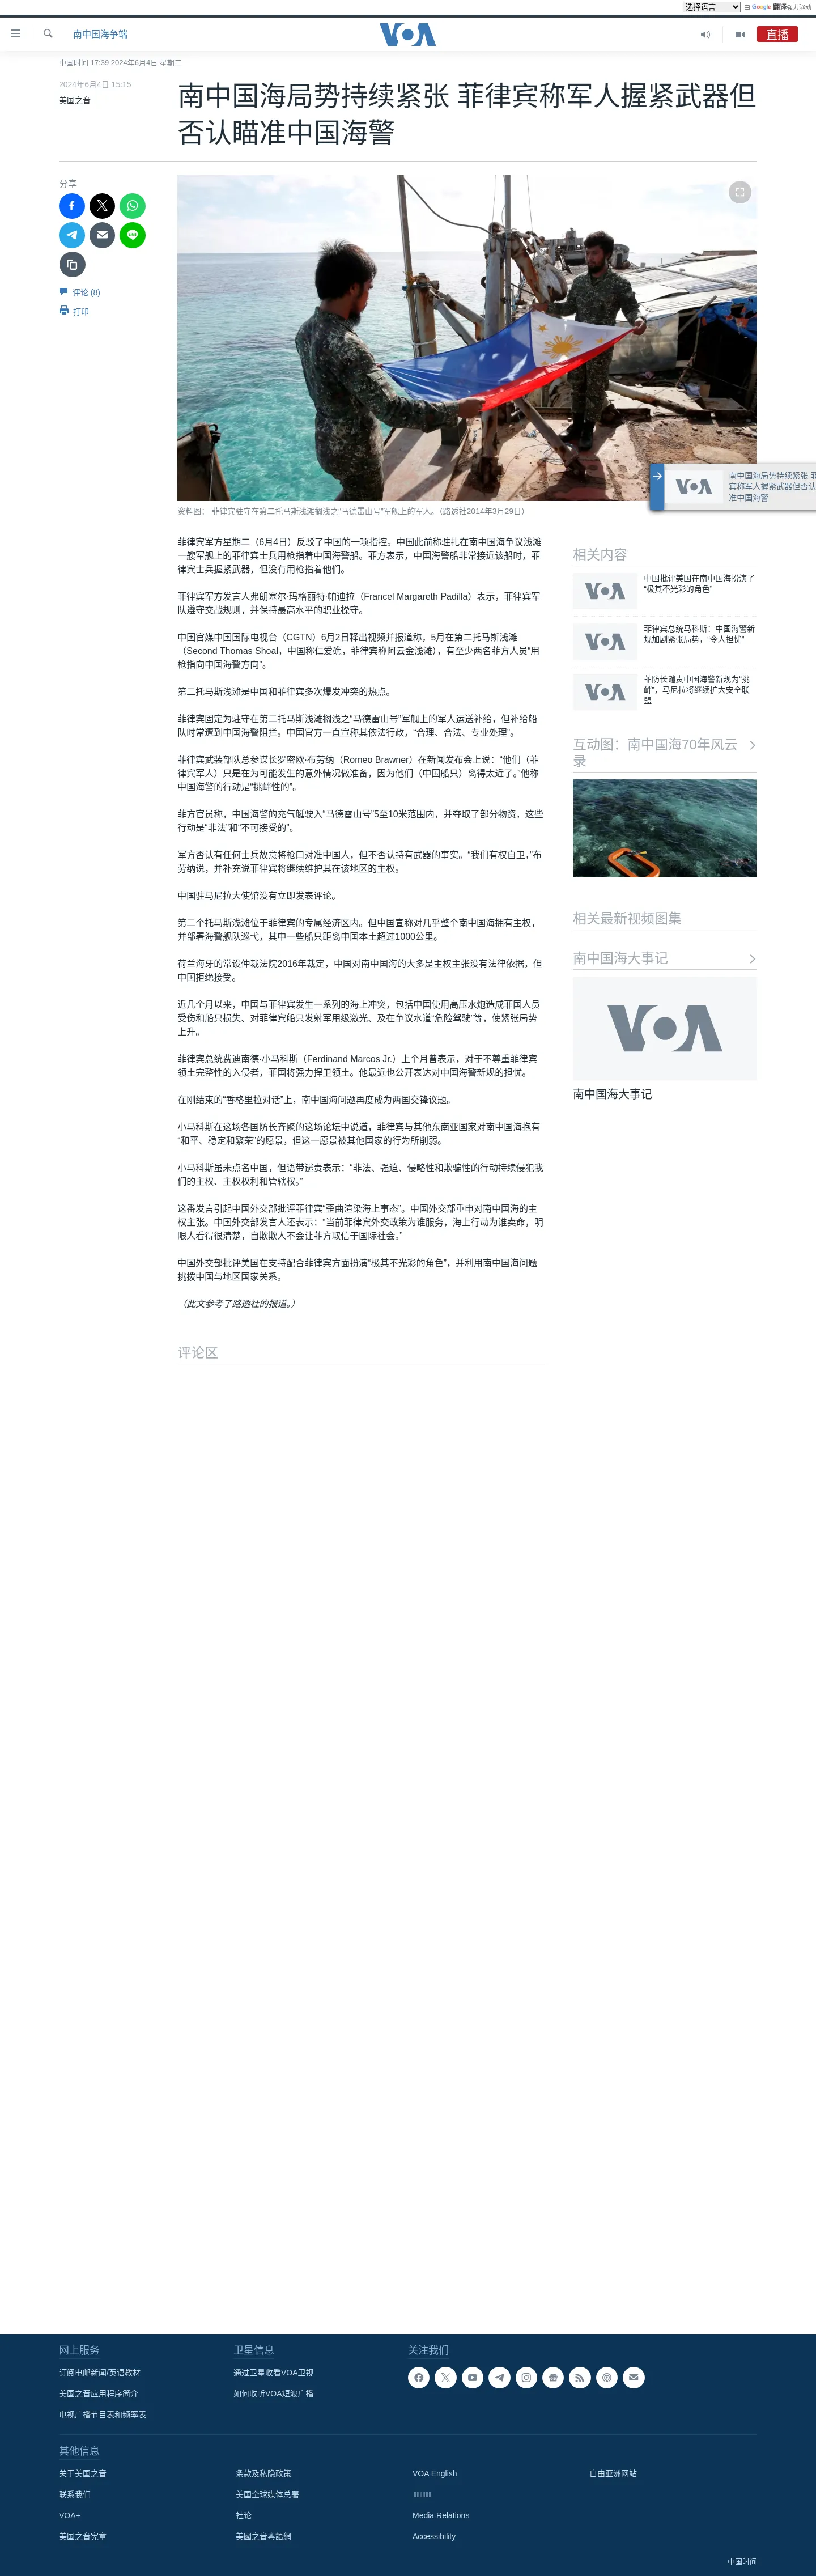 选择语言 由 Google 翻译强力驱动
南中国海争端
VOA
直播
中国时间 17:39 2024年6月4日 星期二
2024年6月4日 15:15
美国之音
南中国海局势持续紧张 菲律宾称军人握紧武器但
否认瞄准中国海警
分享
评论 (8)
打印
资料图： 菲律宾驻守在第二托马斯浅滩搁浅之“马德雷山号”军舰上的军人。（路透社2014年3月29日）
南中国海局势持续紧张 菲
宾称军人握紧武器但否认
准中国海警
菲律宾军方星期二（6月4日）反驳了中国的一项指控。中国此前称驻扎在南中国海争议浅滩
一艘军舰上的菲律宾士兵用枪指着中国海警船。菲方表示，中国海警船非常接近该船时，菲
律宾士兵握紧武器，但没有用枪指着他们。
菲律宾军方发言人弗朗塞尔·玛格丽特·帕迪拉（Francel Margareth Padilla）表示，菲律宾军
队遵守交战规则，并保持最高水平的职业操守。
中国官媒中国国际电视台（CGTN）6月2日释出视频并报道称，5月在第二托马斯浅滩
（Second Thomas Shoal，中国称仁爱礁，菲律宾称阿云金浅滩），有至少两名菲方人员“用
枪指向中国海警方向”。
第二托马斯浅滩是中国和菲律宾多次爆发冲突的热点。
菲律宾固定为驻守在第二托马斯浅滩搁浅之“马德雷山号”军舰上的军人运送补给，但补给船
队时常遭到中国海警阻拦。中国官方一直宣称其依法行政，“合理、合法、专业处理”。
菲律宾武装部队总参谋长罗密欧·布劳纳（Romeo Brawner）在新闻发布会上说：“他们（菲
律宾军人）只是在为可能发生的意外情况做准备，因为他们（中国船只）离得太近了。”他称
中国海警的行动是“挑衅性的”。
菲方官员称，中国海警的充气艇驶入“马德雷山号”5至10米范围内，并夺取了部分物资，这些
行动是“非法”和“不可接受的”。
军方否认有任何士兵故意将枪口对准中国人，但不否认持有武器的事实。“我们有权自卫，”布
劳纳说，并补充说菲律宾将继续维护其在该地区的主权。
中国驻马尼拉大使馆没有立即发表评论。
第二个托马斯浅滩位于菲律宾的专属经济区内。但中国宣称对几乎整个南中国海拥有主权，
并部署海警舰队巡弋，其中一些船只距离中国本土超过1000公里。
荷兰海牙的常设仲裁法院2016年裁定，中国对南中国海的大多是主权主张没有法律依据，但
中国拒绝接受。
近几个月以来，中国与菲律宾发生一系列的海上冲突，包括中国使用高压水炮造成菲国人员
受伤和船只损失、对菲律宾船只发射军用级激光、及在争议水道“危险驾驶”等，使紧张局势
上升。
菲律宾总统费迪南德·小马科斯（Ferdinand Marcos Jr.）上个月曾表示，对于不尊重菲律宾
领土完整性的入侵者，菲国将强力捍卫领土。他最近也公开表达对中国海警新规的担忧。
在刚结束的“香格里拉对话”上，南中国海问题再度成为两国交锋议题。
小马科斯在这场各国防长齐聚的这场论坛中说道，菲律宾与其他东南亚国家对南中国海抱有
“和平、稳定和繁荣”的愿景，但这一愿景被其他国家的行为所削弱。
小马科斯虽未点名中国，但语带谴责表示：“非法、强迫、侵略性和欺骗性的行动持续侵犯我
们的主权、主权权利和管辖权。”
这番发言引起中国外交部批评菲律宾“歪曲渲染海上事态”。中国外交部重申对南中国海的主
权主张。中国外交部发言人还表示：“当前菲律宾外交政策为谁服务，海上行动为谁卖命，明
眼人看得很清楚，自欺欺人不会让菲方取信于国际社会。”
中国外交部批评美国在支持配合菲律宾方面扮演“极其不光彩的角色”，并利用南中国海问题
挑拨中国与地区国家关系。
（此文参考了路透社的报道。）
评论区
相关内容
VOA
中国批评美国在南中国海扮演了
“极其不光彩的角色”
VOA
菲律宾总统马科斯：中国海警新
规加剧紧张局势，“令人担忧”
VOA
菲防长谴责中国海警新规为“挑
衅”，马尼拉将继续扩大安全联
盟
互动图：南中国海70年风云
录
相关最新视频图集
南中国海大事记
VOA
南中国海大事记
网上服务
订阅电邮新闻/英语教材
美国之音应用程序简介
电视广播节目表和频率表
卫星信息
通过卫星收看VOA卫视
如何收听VOA短波广播
关注我们
其他信息
关于美国之音
联系我们
VOA+
美国之音宪章
条款及私隐政策
美国全球媒体总署
社论
美國之音粵語網
VOA English
Media Relations
Accessibility
自由亚洲网站
中国时间